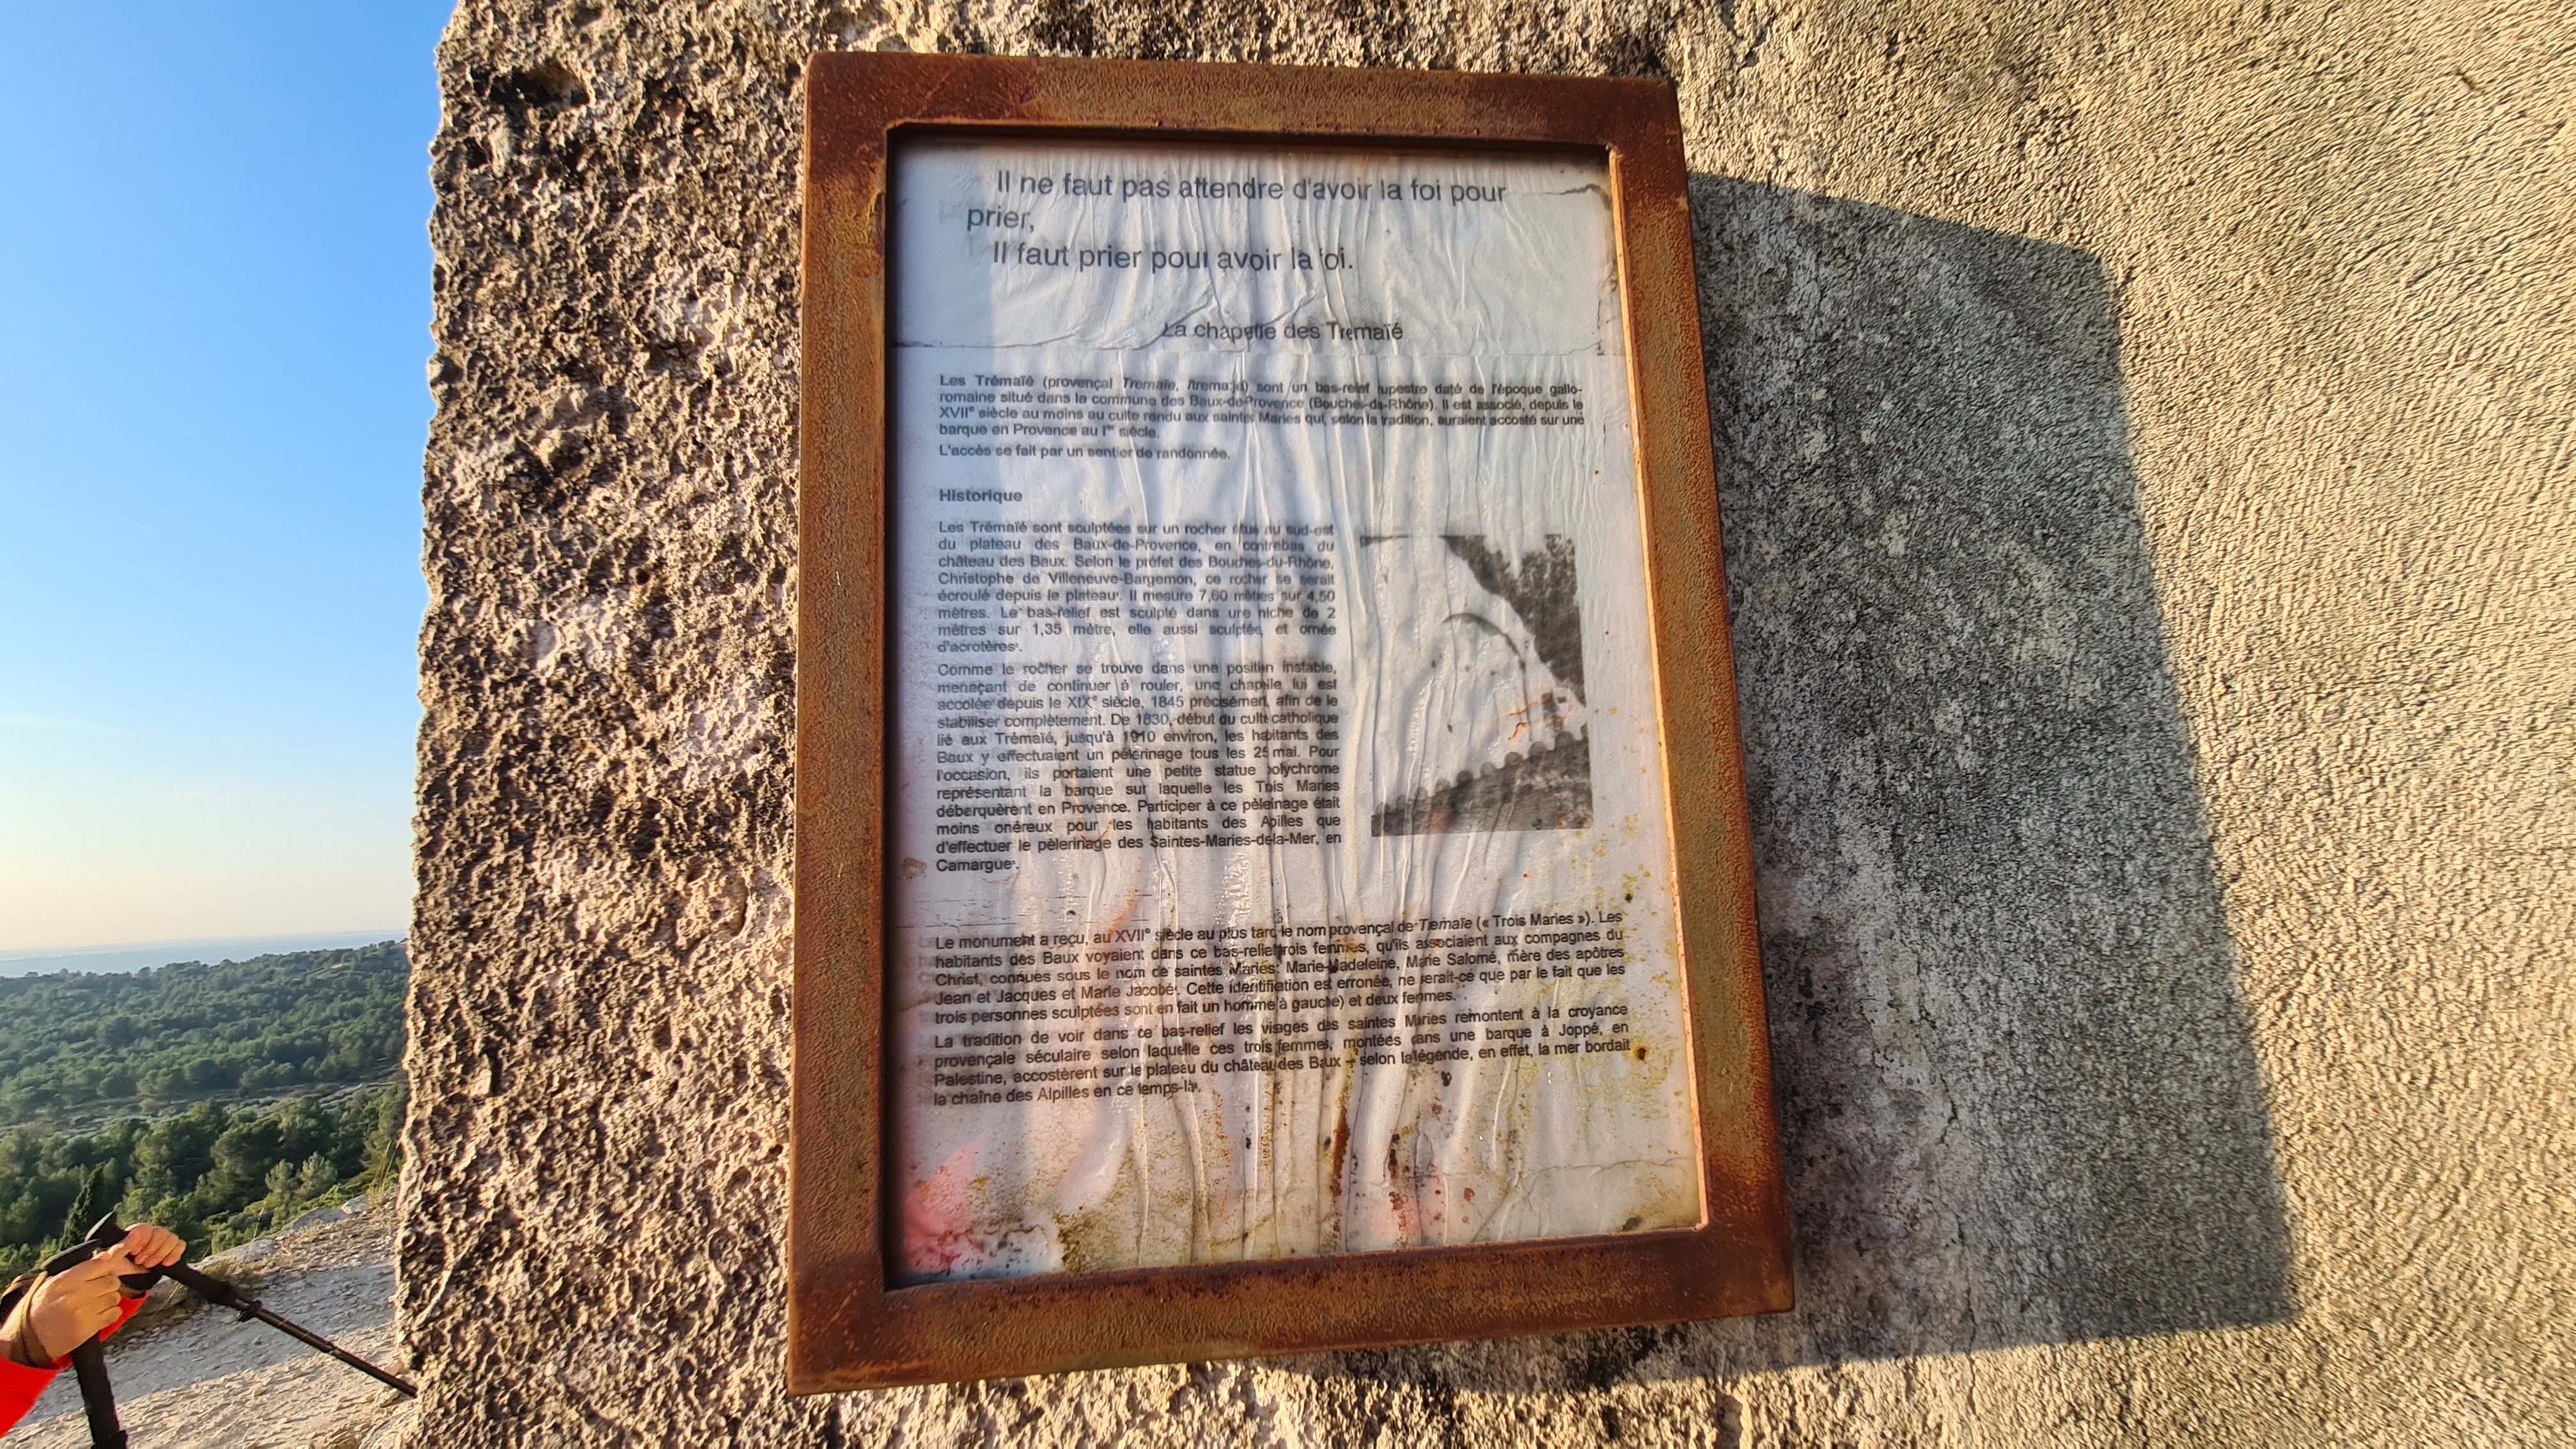 Il ne faut pas attendre d'avoir la foi pour
prier,
Il faut prier pour avoir la foi.
La chapelle des Trémaïé
Les Trémaïé (provençal Tremaïe, /trema:jɛ/) sont un bas-relief rupestre daté de l'époque gallo-
romaine situé dans la commune des Baux-de-Provence (Bouches-du-Rhône). Il est associé, depuis le
XVIIe siècle au moins au culte rendu aux saintes Maries qui, selon la tradition, auraient accosté sur une
barque en Provence au Ier siècle.
L'accès se fait par un sentier de randonnée.
Historique
Les Trémaïé sont sculptées sur un rocher situé au sud-est
du plateau des Baux-de-Provence, en contrebas du
château des Baux. Selon le préfet des Bouches-du-Rhône,
Christophe de Villeneuve-Bargemon, ce rocher se serait
écroulé depuis le plateau. Il mesure 7,60 mètres sur 4,50
mètres. Le bas-relief est sculpté dans une niche de 2
mètres sur 1,35 mètre, elle aussi sculptée, et ornée
d'acrotères.
Comme le rocher se trouve dans une position instable,
menaçant de continuer à rouler, une chapelle lui est
accolée depuis le XIXe siècle, 1845 précisément, afin de le
stabiliser complètement. De 1830, début du culte catholique
lié aux Trémaïé, jusqu'à 1910 environ, les habitants des
Baux y effectuaient un pèlerinage tous les 25 mai. Pour
l'occasion, ils portaient une petite statue polychrome
représentant la barque sur laquelle les Trois Maries
déberquèrent en Provence. Participer à ce pèlerinage était
moins onéreux pour les habitants des Alpilles que
d'effectuer le pèlerinage des Saintes-Maries-de-la-Mer, en
Camargue.
Le monument a reçu, au XVIIe siècle au plus tard le nom provençal de Tremaïe (« Trois Maries »). Les
habitants des Baux voyaient dans ce bas-relief trois femmes, qu'ils associaient aux compagnes du
Christ, connues sous le nom de saintes Maries: Marie-Madeleine, Marie Salomé, mère des apôtres
Jean et Jacques et Marie Jacobé. Cette identification est erronée, ne serait-ce que par le fait que les
trois personnes sculptées sont en fait un homme à gauche) et deux femmes.
La tradition de voir dans ce bas-relief les visages des saintes Maries remontent à la croyance
provençale séculaire selon laquelle ces trois femmes, montées dans une barque à Joppé, en
Palestine, accostèrent sur le plateau du château des Baux – selon la légende, en effet, la mer bordait
la chaîne des Alpilles en ce temps-là.